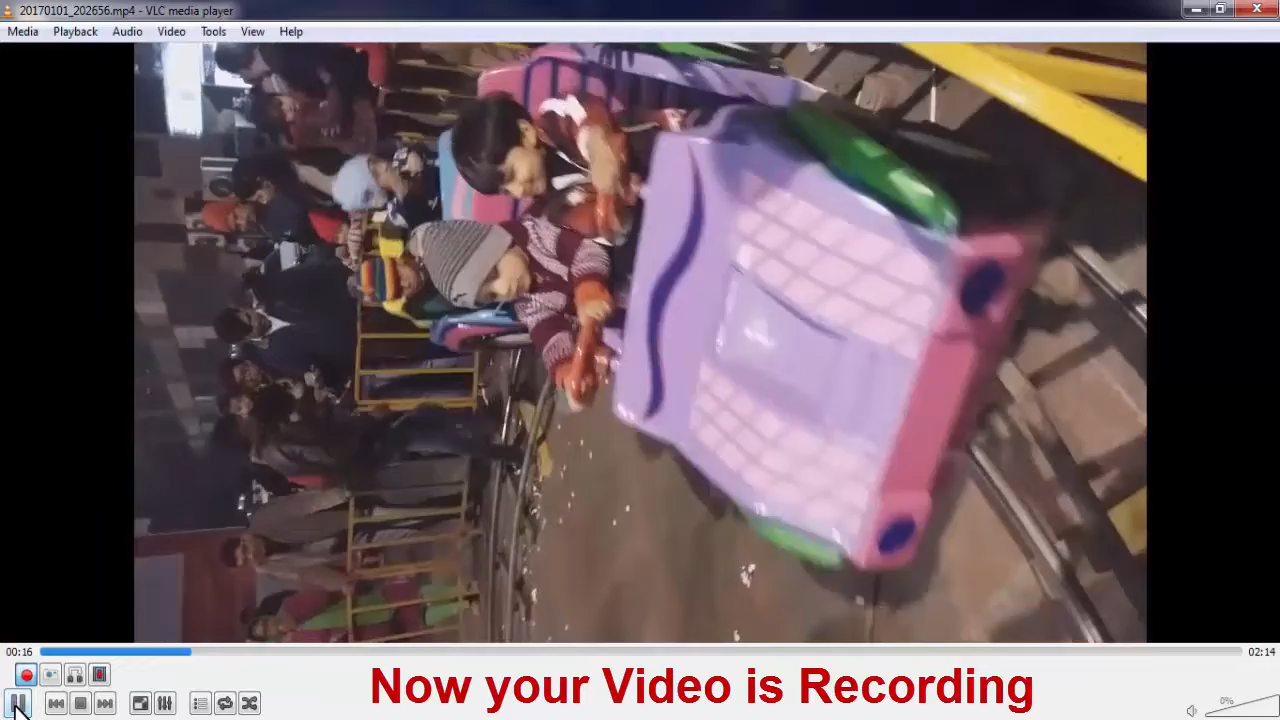 20170101_202656.mp4 - VLC media player
Media Playback Audio Video Tools View Help
00:16 02:14
Now your Video is Recording
0%